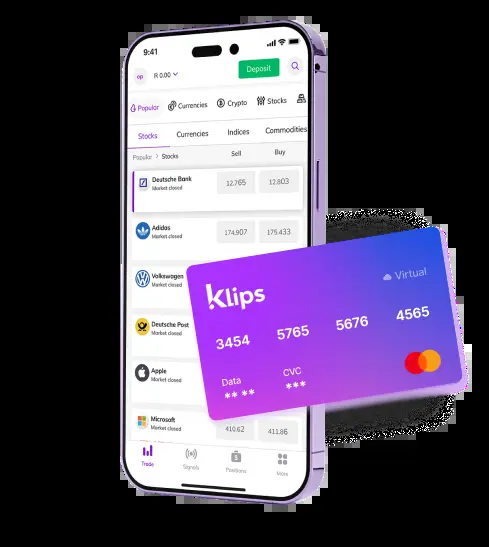 9:41
op
R 0.00
Deposit
Popular
Currencies
Crypto
Stocks
Stocks
Currencies
Indices
Commodities
Popular > Stocks
Sell
Buy
Deutsche Bank
Market closed
12.765
12.803
Adidas
Market closed
174.907
175.433
Volkswagen
Market closed
Deutsche Post
Market closed
Apple
Market closed
Microsoft
Market closed
410.62
411.86
Trade
Signals
Positions
More
Klips
Virtual
3454 5765 5676 4565
Data
CVC
** **
***